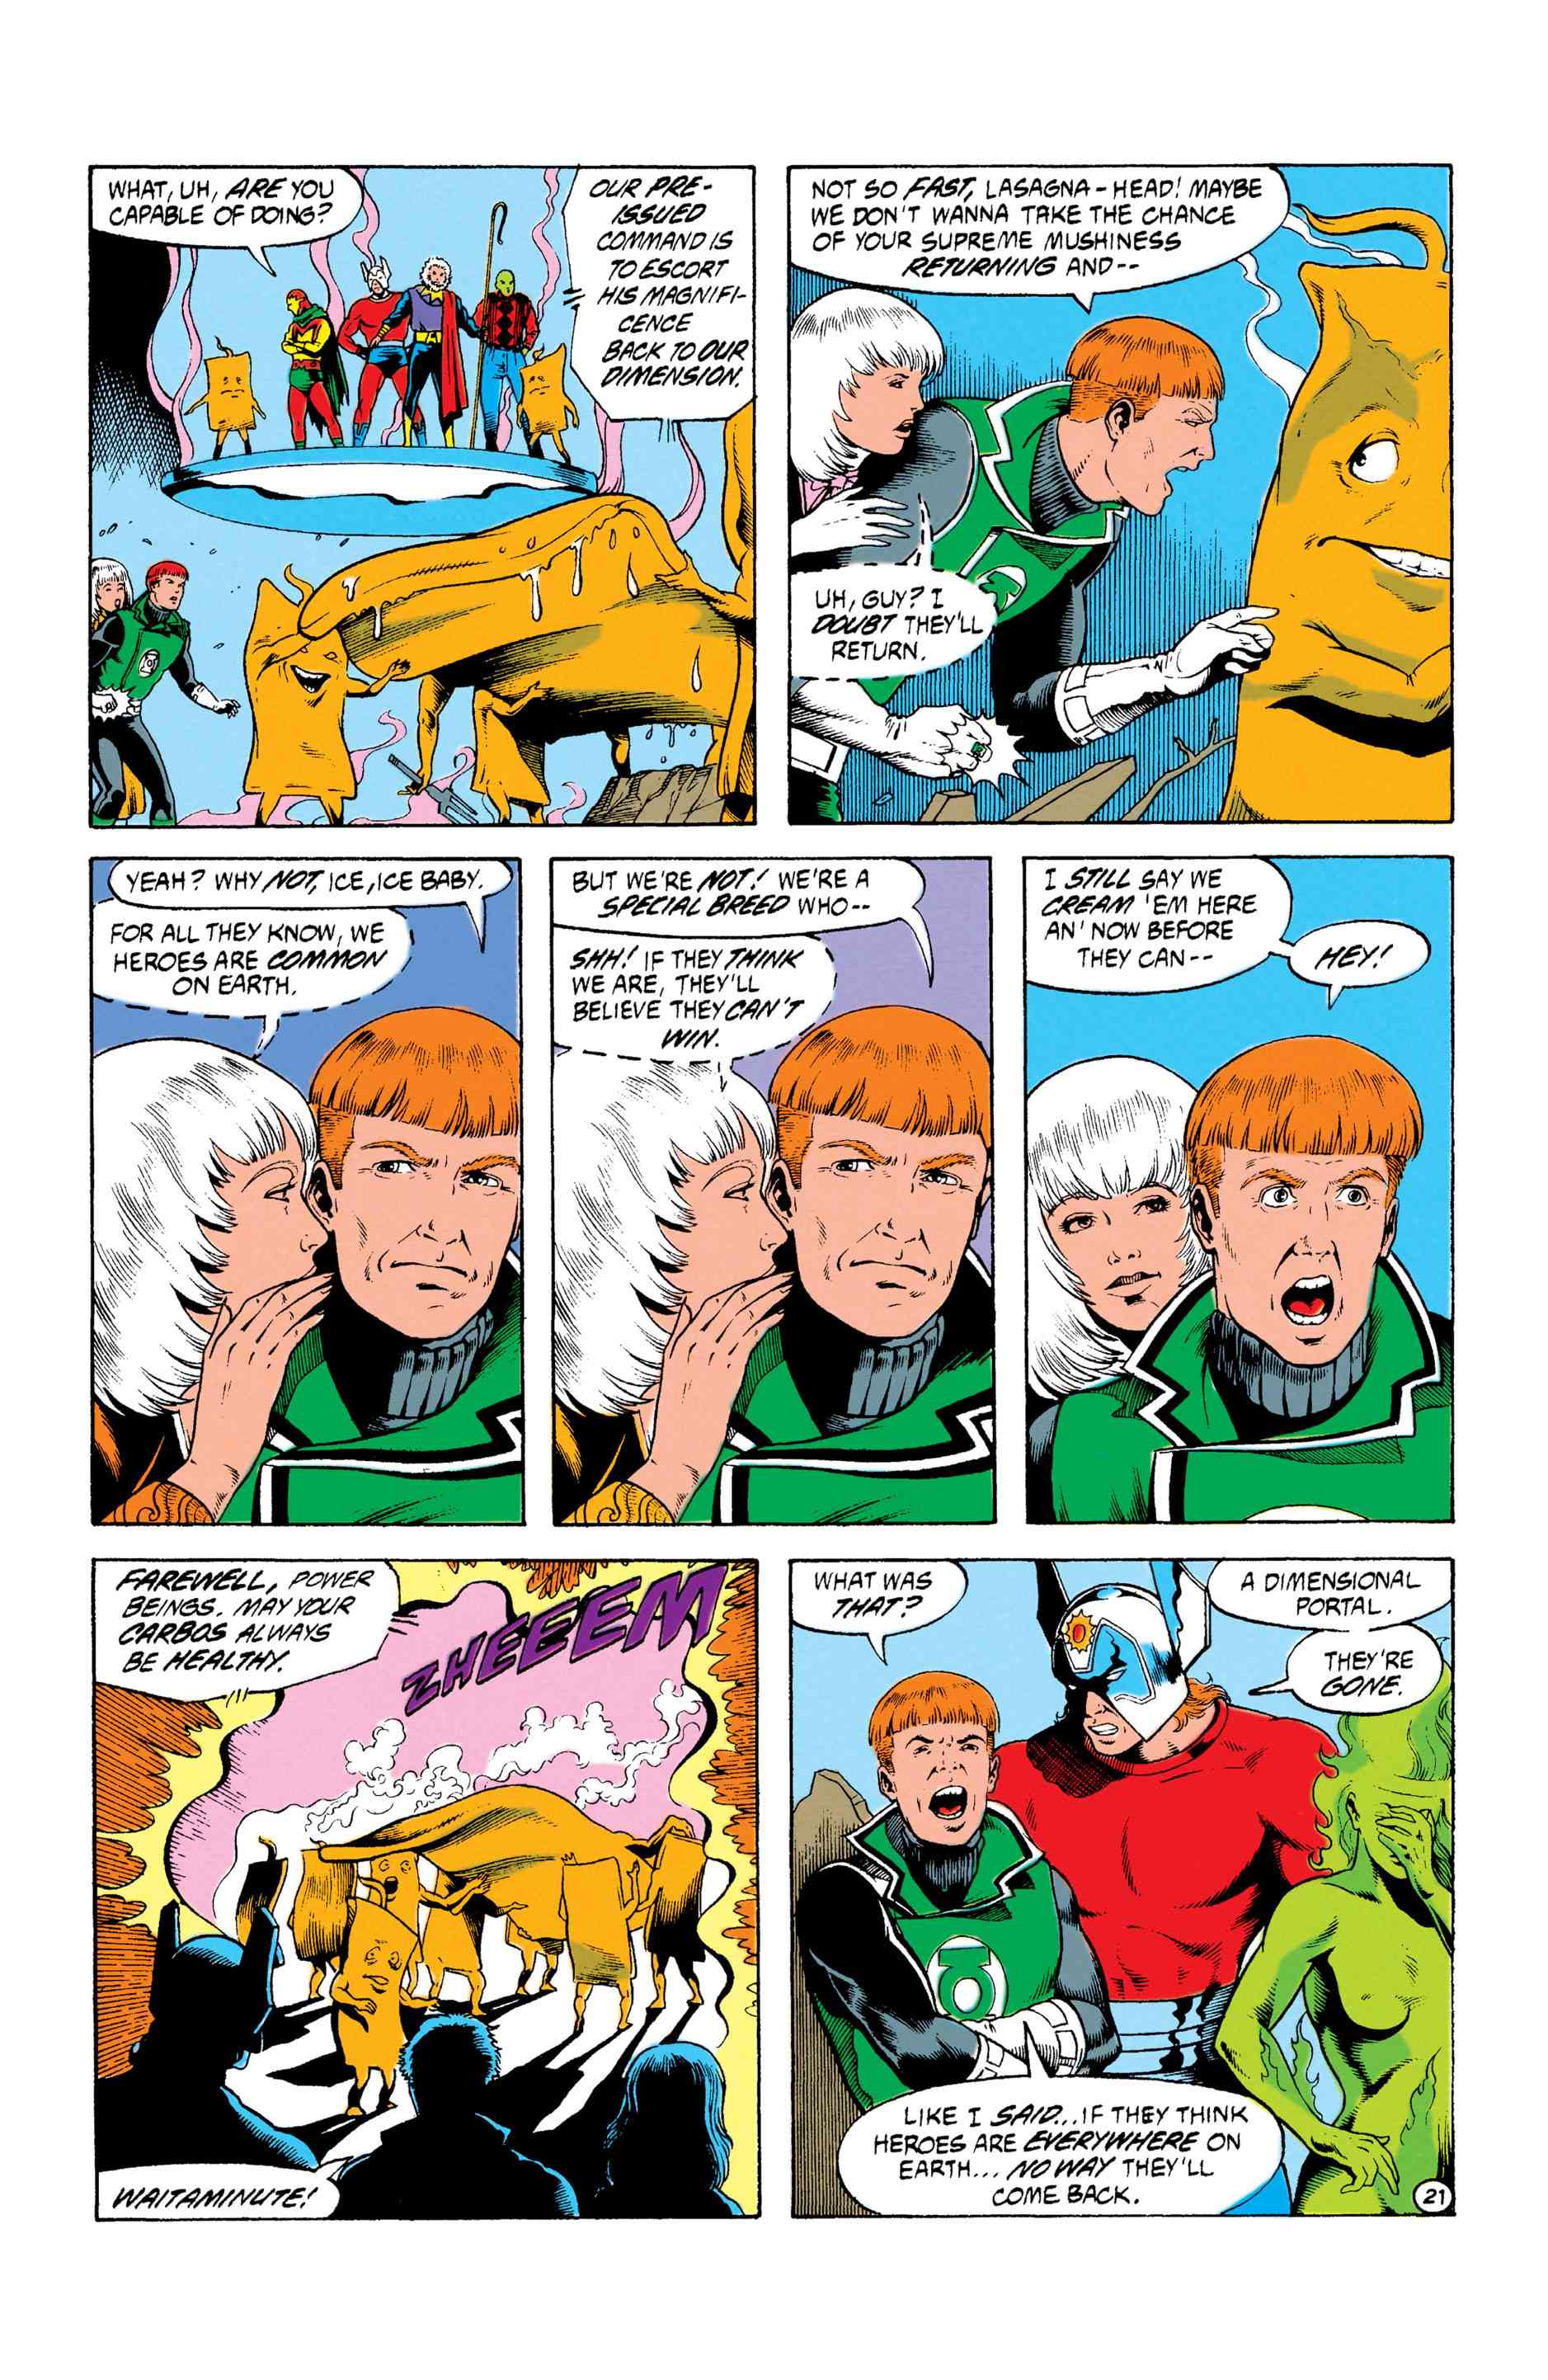 WHAT, UH, ARE YOU
CAPABLE OF DOING?
OUR PRE-
ISSUED
COMMAND IS
TO ESCORT
HIS MAGNIFI-
CENCE
BACK TO OUR
DIMENSION.
NOT SO FAST, LASAGNA-HEAD! MAYBE
WE DON'T WANNA TAKE THE CHANCE
OF YOUR SUPREME MUSHINESS
RETURNING AND--
UH, GUY? I
DOUBT THEY'LL
RETURN.
YEAH? WHY NOT, ICE, ICE BABY.
FOR ALL THEY KNOW, WE
HEROES ARE COMMON
ON EARTH.
BUT WE'RE NOT! WE'RE A
SPECIAL BREED WHO--
SHH! IF THEY THINK
WE ARE, THEY'LL
BELIEVE THEY CAN'T
WIN.
I STILL SAY WE
CREAM 'EM HERE
AN' NOW BEFORE
THEY CAN--
HEY!
FAREWELL, POWER
BEINGS. MAY YOUR
CARBOS ALWAYS
BE HEALTHY.
ZHEEEEM
WAITAMINUTE!
WHAT WAS
THAT?
A DIMENSIONAL
PORTAL.
THEY'RE
GONE.
LIKE I SAID...IF THEY THINK
HEROES ARE EVERYWHERE ON
EARTH... NO WAY THEY'LL
COME BACK.
21